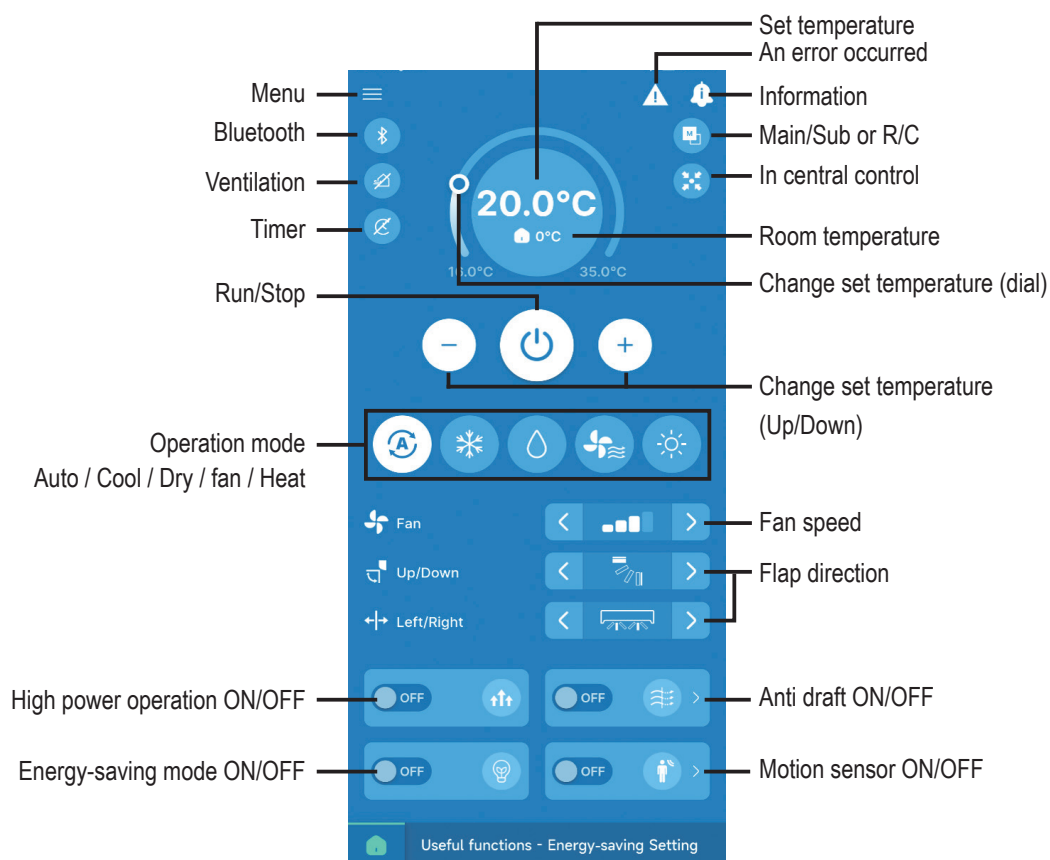 Set temperature
An error occurred
Menu
Information
Bluetooth
Main/Sub or R/C
M
Ventilation
In central control
20.0°C
Timer
0°C
Room temperature
16.0°C
35.0°C
Change set temperature (dial)
Run/Stop
− +
Change set temperature
(Up/Down)
Operation mode
Auto / Cool / Dry / fan / Heat
A
Fan
Fan speed
Up/Down
Flap direction
Left/Right
High power operation ON/OFF
OFF
OFF
Anti draft ON/OFF
Energy-saving mode ON/OFF
OFF
OFF
Motion sensor ON/OFF
Useful functions - Energy-saving Setting